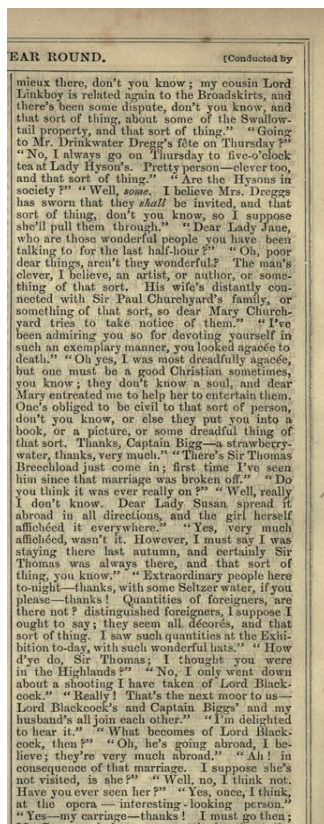 EAR ROUND. [Conducted by
mieux there, don't you know; my cousin Lord
Linkboy is related again to the Broadskirts, and
there's been some dispute, don't you know, and
that sort of thing, about some of the Swallow-
tail property, and that sort of thing." "Going
to Mr. Drinkwater Dregg's fête on Thursday?"
"No, I always go on Thursday to five-o'clock
tea at Lady Hyson's. Pretty person—clever too,
and that sort of thing." "Are the Hysons in
society?" "Well, some. I believe Mrs. Dreggs
has sworn that they shall be invited, and that
sort of thing, don't you know, so I suppose
she'll pull them through." "Dear Lady Jane,
who are those wonderful people you have been
talking to for the last half-hour?" "Oh, poor
dear things, aren't they wonderful? The man's
clever, I believe, an artist, or author, or some-
thing of that sort. His wife's distantly con-
nected with Sir Paul Churchyard's family, or
something of that sort, so dear Mary Church-
yard tries to take notice of them." "I've
been admiring you so for devoting yourself in
such an exemplary manner, you looked agacée to
death." "Oh yes, I was most dreadfully agacée,
but one must be a good Christian sometimes,
you know; they don't know a soul, and dear
Mary entreated me to help her to entertain them.
One's obliged to be civil to that sort of person,
don't you know, or else they put you into a
book, or a picture, or some dreadful thing of
that sort. Thanks, Captain Bigg—a strawberry-
water, thanks, very much." "There's Sir Thomas
Breechload just come in; first time I've seen
him since that marriage was broken off." "Do
you think it was ever really on?" "Well, really
I don't know. Dear Lady Susan spread it
abroad in all directions, and the girl herself
affichéed it everywhere." "Yes, very much
affichéed, wasn't it. However, I must say I was
staying there last autumn, and certainly Sir
Thomas was always there, and that sort of
thing, you know." "Extraordinary people here
to-night—thanks, with some Seltzer water, if you
please—thanks! Quantities of foreigners, are
there not? distinguished foreigners, I suppose I
ought to say; they seem all décorés, and that
sort of thing. I saw such quantities at the Exhi-
bition to-day, with such wonderful hats." "How
d'ye do, Sir Thomas; I thought you were
in the Highlands?" "No, I only went down
about a shooting I have taken of Lord Black-
cock." "Really! That's the next moor to us—
Lord Blackcock's and Captain Biggs' and my
husband's all join each other." "I'm delighted
to hear it." "What becomes of Lord Black-
cock, then?" "Oh, he's going abroad, I be-
lieve; they're very much abroad." "Ah! in
consequence of that marriage. I suppose she's
not visited, is she?" "Well, no, I think not.
Have you ever seen her?" "Yes, once, I think,
at the opera — interesting-looking person."
"Yes—my carriage—thanks! I must go then;